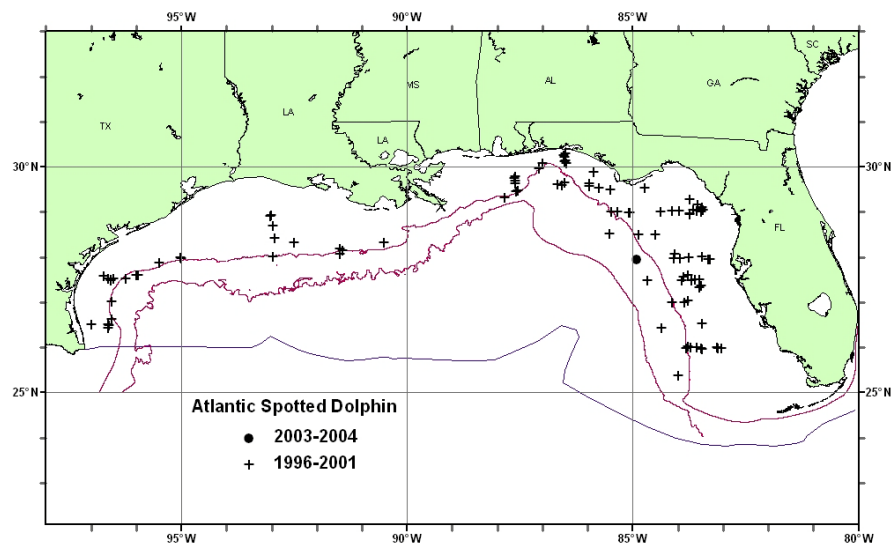 95°W 90°W 85°W 80°W
SC
MS AL GA
TX LA
LA
30°N 30°N
FL
25°N 25°N
Atlantic Spotted Dolphin
2003-2004
1996-2001
95°W 90°W 85°W 80°W